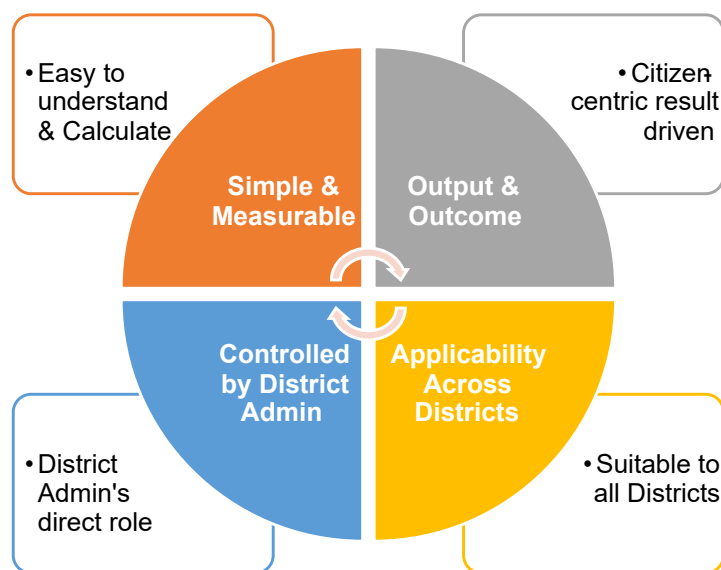 • Easy to
understand
& Calculate
• Citizen-
centric result
driven
Simple &
Measurable
Output &
Outcome
Controlled
by District
Admin
Applicability
Across
Districts
• District
Admin's
direct role
• Suitable to
all Districts